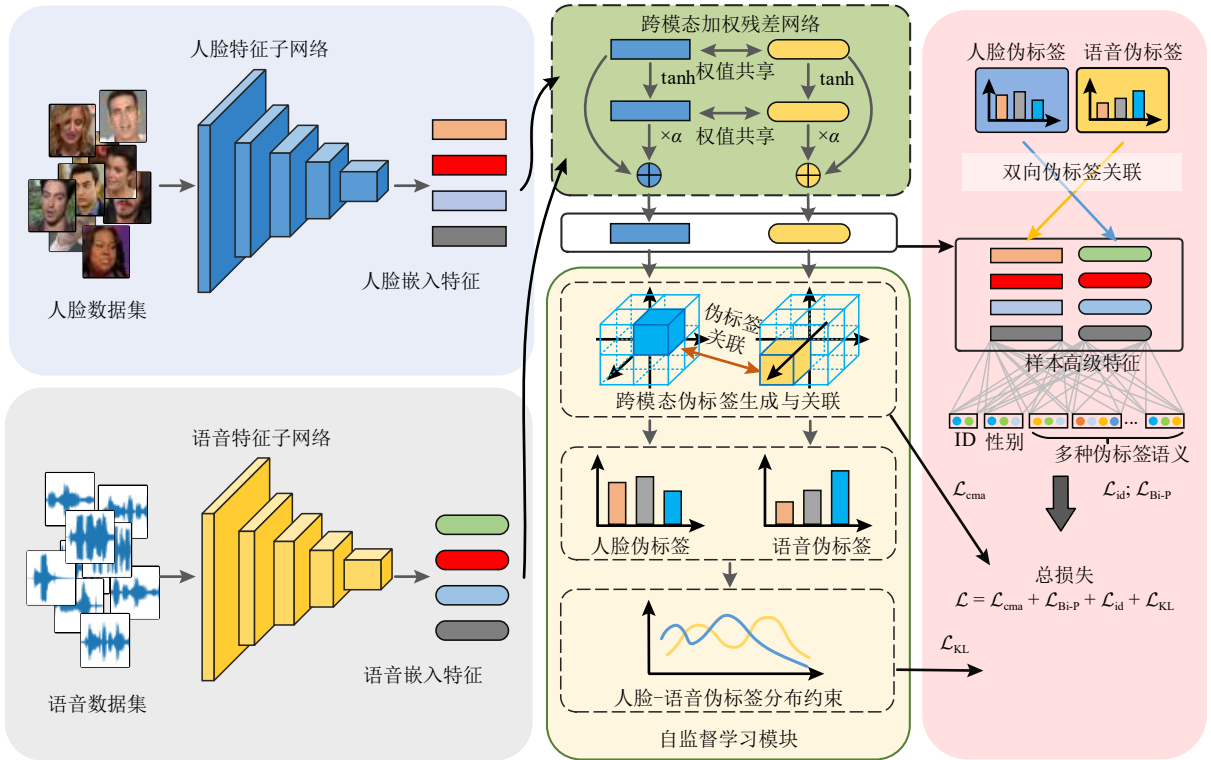 人脸特征子网络
人脸数据集
人脸嵌入特征
语音特征子网络
语音数据集
语音嵌入特征
跨模态加权残差网络
权值共享
tanh
tanh
权值共享
×α
×α
伪标签
关联
跨模态伪标签生成与关联
人脸伪标签
语音伪标签
人脸-语音伪标签分布约束
自监督学习模块
人脸伪标签
语音伪标签
双向伪标签关联
样本高级特征
ID
性别
...
多种伪标签语义
ℒcma
ℒid; ℒBi-P
总损失
ℒ = ℒcma + ℒBi-P + ℒid + ℒKL
ℒKL